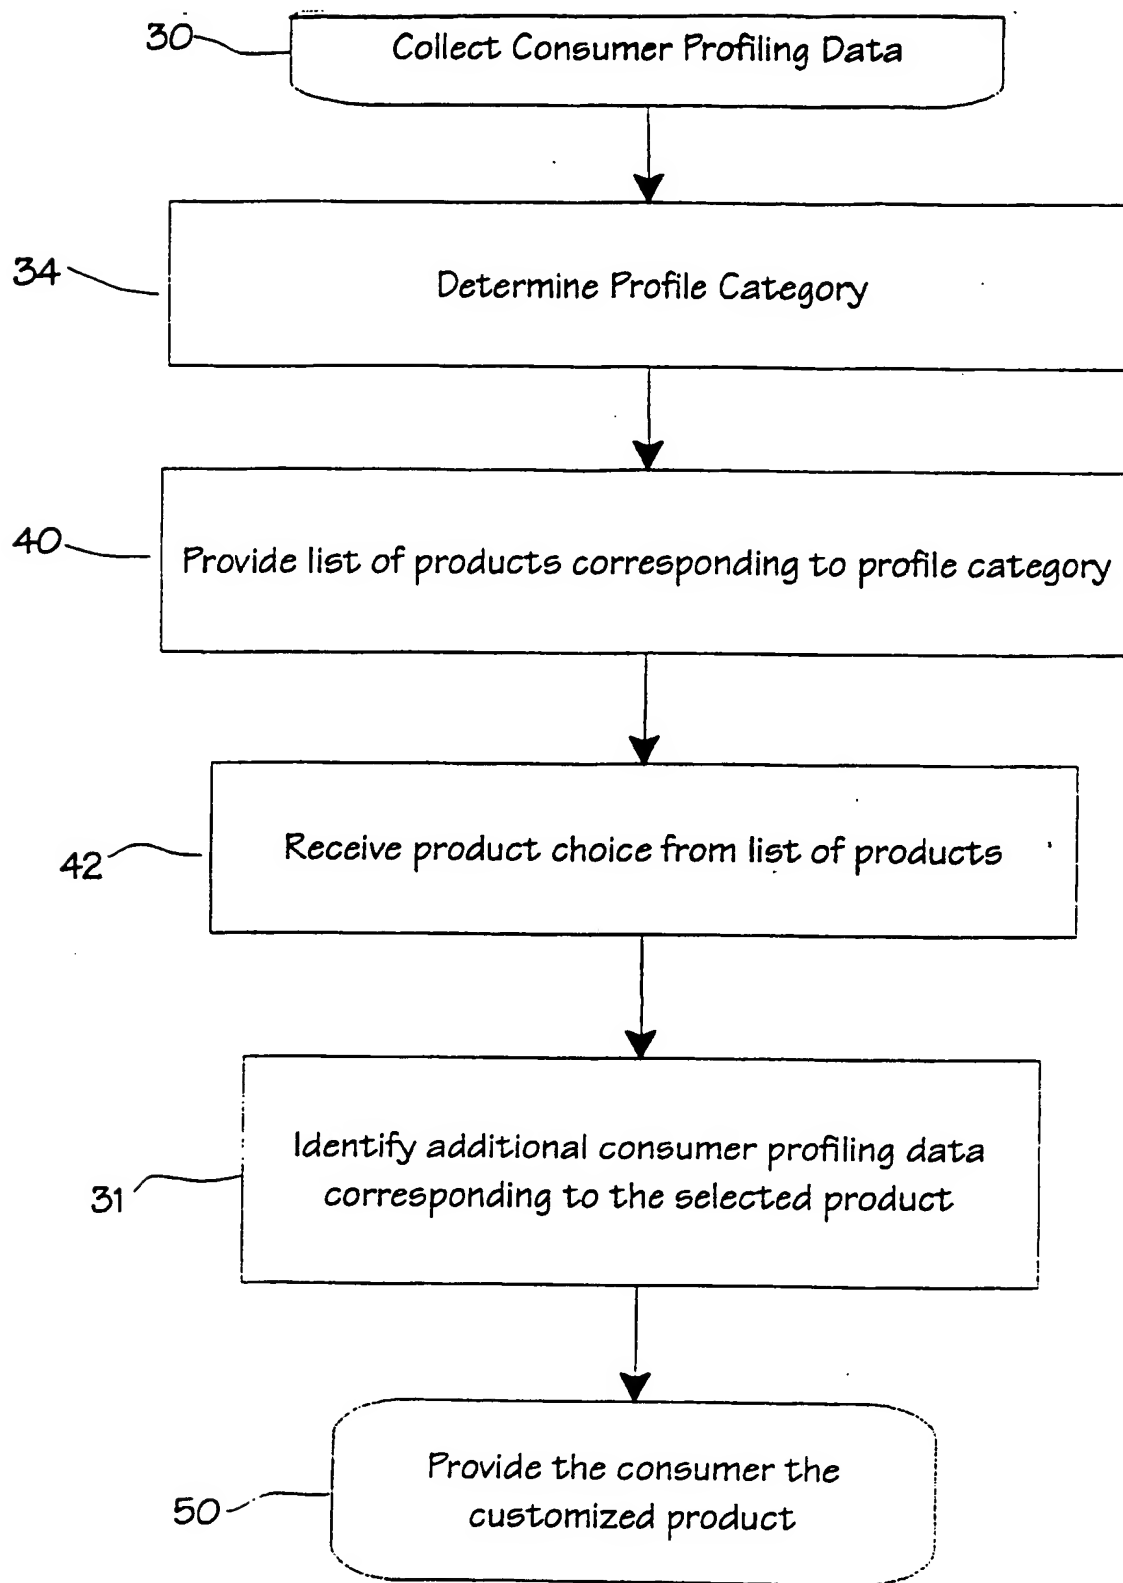 30
Collect Consumer Profiling Data
34
Determine Profile Category
40
Provide list of products corresponding to profile category
42
Receive product choice from list of products
31
Identify additional consumer profiling data
corresponding to the selected product
50
Provide the consumer the
customized product